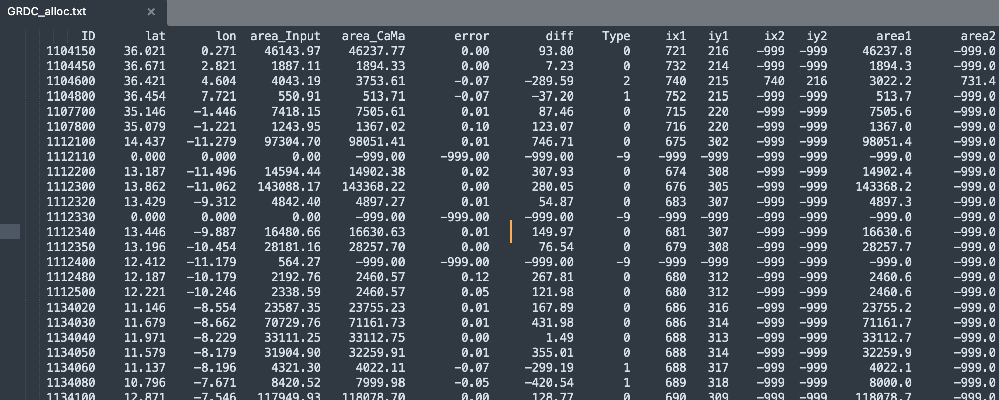 GRDC_alloc.txt ×
ID lat lon area_Input area_CaMa error diff Type ix1 iy1 ix2 iy2 area1 area2
1104150 36.021 0.271 46143.97 46237.77 0.00 93.80 0 721 216 -999 -999 46237.8 -999.0
1104450 36.671 2.821 1887.11 1894.33 0.00 7.23 0 732 214 -999 -999 1894.3 -999.0
1104600 36.421 4.604 4043.19 3753.61 -0.07 -289.59 2 740 215 740 216 3022.2 731.4
1104800 36.454 7.721 550.91 513.71 -0.07 -37.20 1 752 215 -999 -999 513.7 -999.0
1107700 35.146 -1.446 7418.15 7505.61 0.01 87.46 0 715 220 -999 -999 7505.6 -999.0
1107800 35.079 -1.221 1243.95 1367.02 0.10 123.07 0 716 220 -999 -999 1367.0 -999.0
1112100 14.437 -11.279 97304.70 98051.41 0.01 746.71 0 675 302 -999 -999 98051.4 -999.0
1112110 0.000 0.000 0.00 -999.00 -999.00 -999.00 -9 -999 -999 -999 -999 -999.0 -999.0
1112200 13.187 -11.496 14594.44 14902.38 0.02 307.93 0 674 308 -999 -999 14902.4 -999.0
1112300 13.862 -11.062 143088.17 143368.22 0.00 280.05 0 676 305 -999 -999 143368.2 -999.0
1112320 13.429 -9.312 4842.40 4897.27 0.01 54.87 0 683 307 -999 -999 4897.3 -999.0
1112330 0.000 0.000 0.00 -999.00 -999.00 -999.00 -9 -999 -999 -999 -999 -999.0 -999.0
1112340 13.446 -9.887 16480.66 16630.63 0.01 149.97 0 681 307 -999 -999 16630.6 -999.0
1112350 13.196 -10.454 28181.16 28257.70 0.00 76.54 0 679 308 -999 -999 28257.7 -999.0
1112400 12.412 -11.179 564.27 -999.00 -999.00 -999.00 -9 -999 -999 -999 -999 -999.0 -999.0
1112480 12.187 -10.179 2192.76 2460.57 0.12 267.81 0 680 312 -999 -999 2460.6 -999.0
1112500 12.221 -10.246 2338.59 2460.57 0.05 121.98 0 680 312 -999 -999 2460.6 -999.0
1134020 11.146 -8.554 23587.35 23755.23 0.01 167.89 0 686 316 -999 -999 23755.2 -999.0
1134030 11.679 -8.662 70729.76 71161.73 0.01 431.98 0 686 314 -999 -999 71161.7 -999.0
1134040 11.971 -8.229 33111.25 33112.75 0.00 1.49 0 688 313 -999 -999 33112.7 -999.0
1134050 11.579 -8.179 31904.90 32259.91 0.01 355.01 0 688 314 -999 -999 32259.9 -999.0
1134060 11.137 -8.196 4321.30 4022.11 -0.07 -299.19 1 688 317 -999 -999 4022.1 -999.0
1134080 10.796 -7.671 8420.52 7999.98 -0.05 -420.54 1 689 318 -999 -999 8000.0 -999.0
1134100 12.871 -7.546 117949.93 118078.70 0.00 128.77 0 690 309 -999 -999 118078.7 -999.0